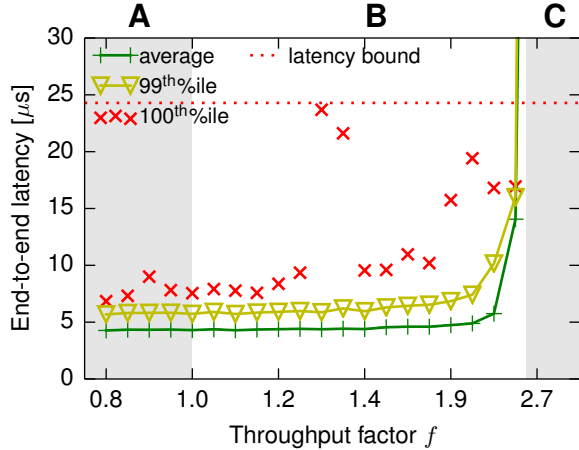 A B C
30
25
20
15
10
5
0
End-to-end latency [μs]
average
99th%ile
100th%ile
latency bound
0.8 1.0 1.2 1.4 1.9 2.7
Throughput factor f